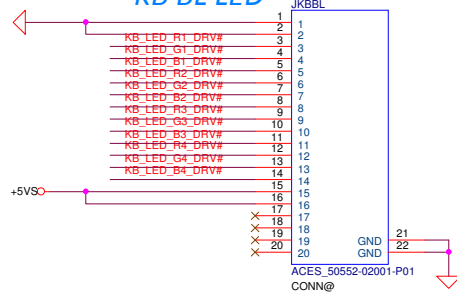 KB BL LED
JKBBL
1 1
2 2
KB_LED_R1_DRV# 3 3
KB_LED_G1_DRV# 4 4
KB_LED_B1_DRV# 5 5
KB_LED_R2_DRV# 6 6
KB_LED_G2_DRV# 7 7
KB_LED_B2_DRV# 8 8
KB_LED_R3_DRV# 9 9
KB_LED_G3_DRV# 10 10
KB_LED_B3_DRV# 11 11
KB_LED_R4_DRV# 12 12
KB_LED_G4_DRV# 13 13
KB_LED_B4_DRV# 14 14
+5VS 15 15
16 16
17 17
18 18
19 19 GND 21
20 20 GND 22
ACES_50552-02001-P01
CONN@